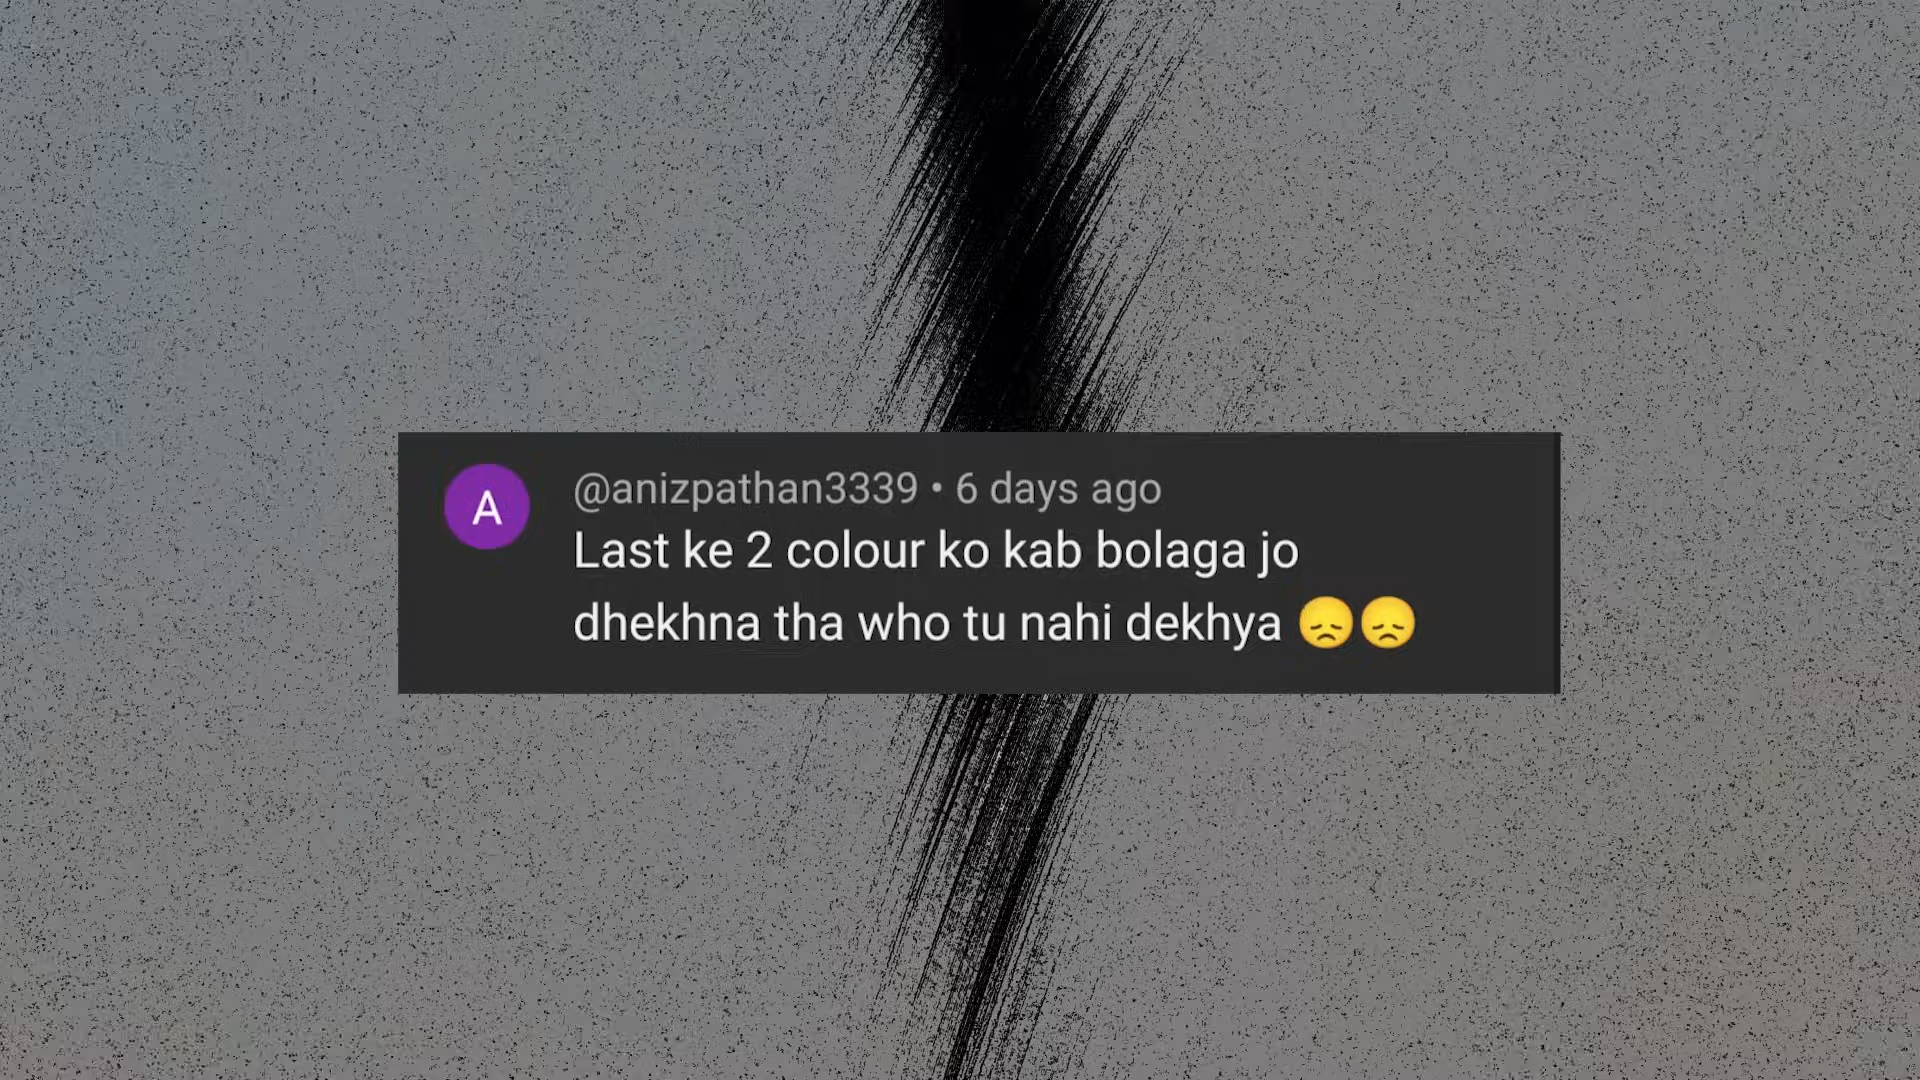 A
@anizpathan3339 • 6 days ago
Last ke 2 colour ko kab bolaga jo
dhekhna tha who tu nahi dekhya 😞😞